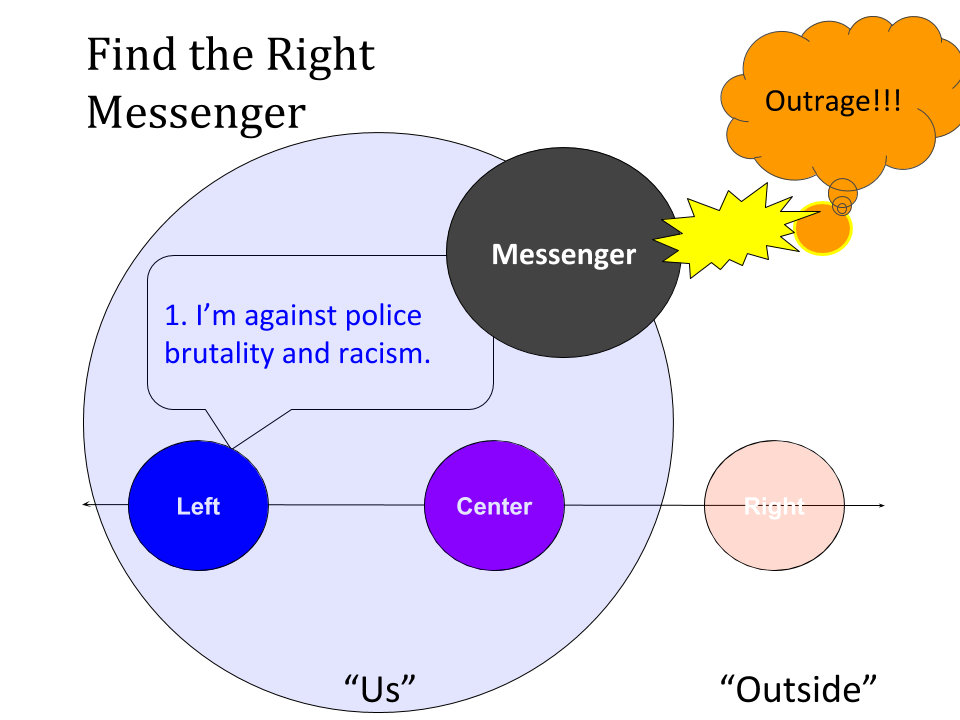 Find the Right
Messenger
Outrage!!!
Messenger
1. I’m against police
brutality and racism.
Left
Center
Right
“Us”
“Outside”